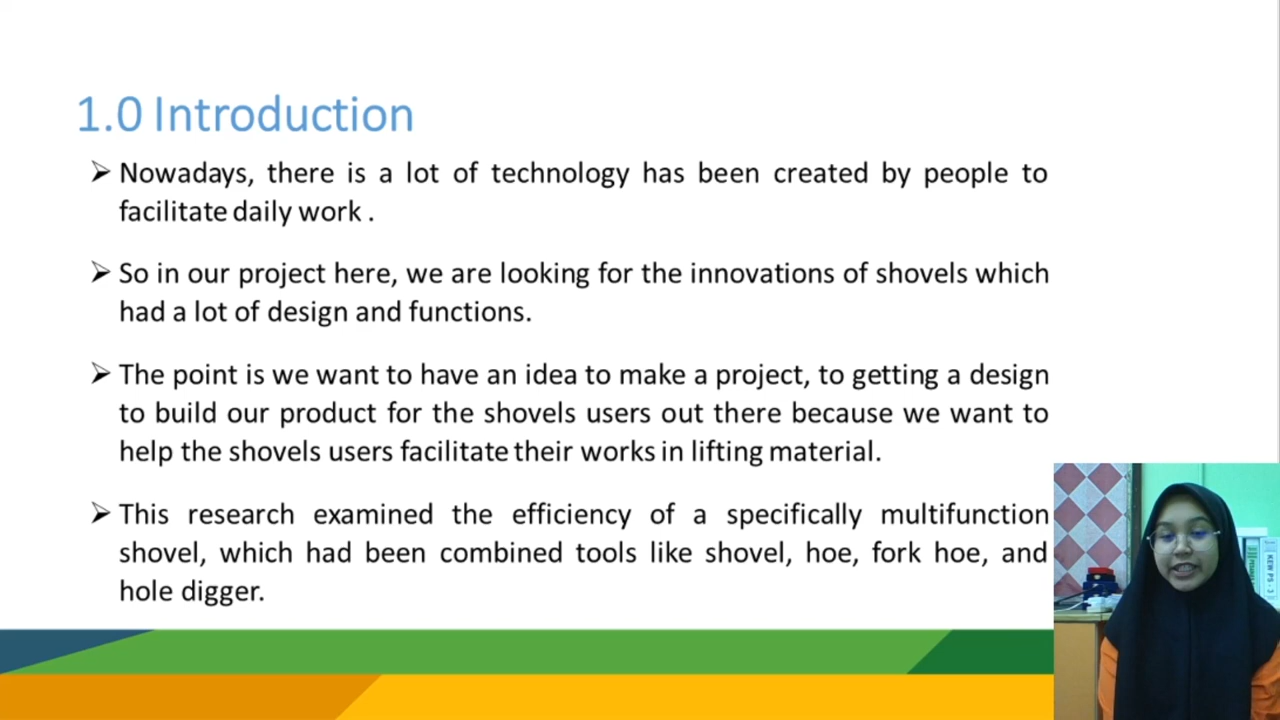 1.0 Introduction
Nowadays, there is a lot of technology has been created by people to
facilitate daily work .
So in our project here, we are looking for the innovations of shovels which
had a lot of design and functions.
The point is we want to have an idea to make a project, to getting a design
to build our product for the shovels users out there because we want to
help the shovels users facilitate their works in lifting material.
This research examined the efficiency of a specifically multifunction
shovel, which had been combined tools like shovel, hoe, fork hoe, and
hole digger.
KEW PS - 3